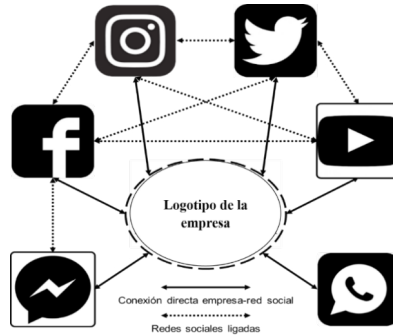 Logotipo de la
empresa
Conexión directa empresa-red social
Redes sociales ligadas